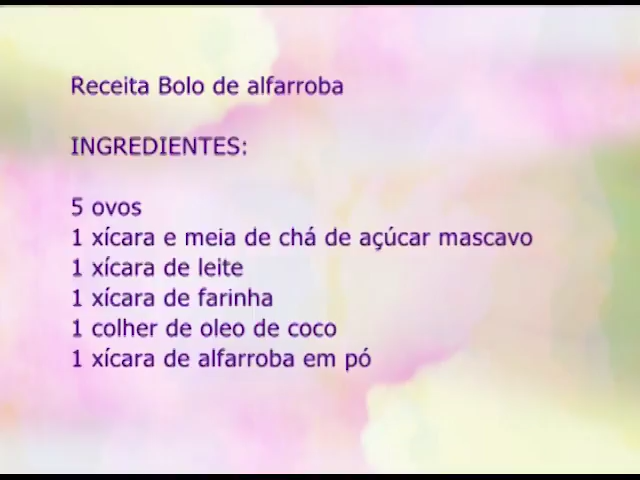 Receita Bolo de alfarroba
INGREDIENTES:
5 ovos
1 xícara e meia de chá de açúcar mascavo
1 xícara de leite
1 xícara de farinha
1 colher de oleo de coco
1 xícara de alfarroba em pó